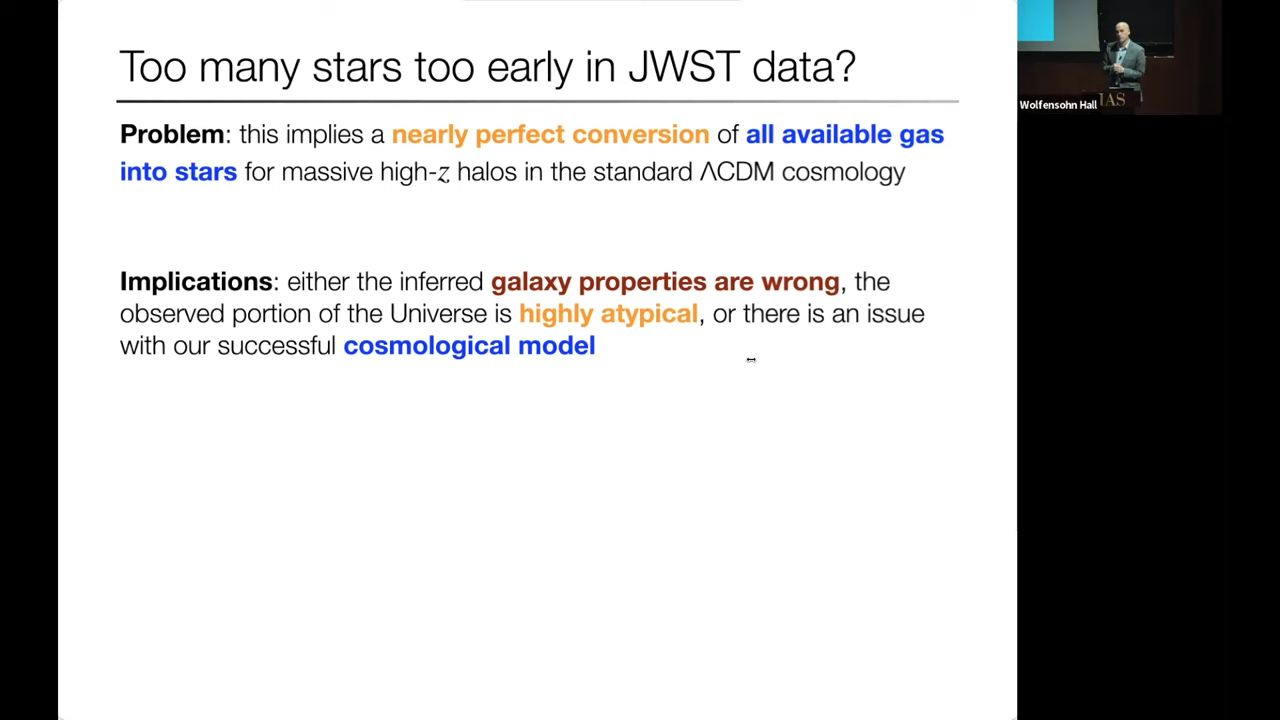 Too many stars too early in JWST data?
Problem: this implies a nearly perfect conversion of all available gas
into stars for massive high-z halos in the standard ΛCDM cosmology
Implications: either the inferred galaxy properties are wrong, the
observed portion of the Universe is highly atypical, or there is an issue
with our successful cosmological model
Wolfensohn Hall
IAS